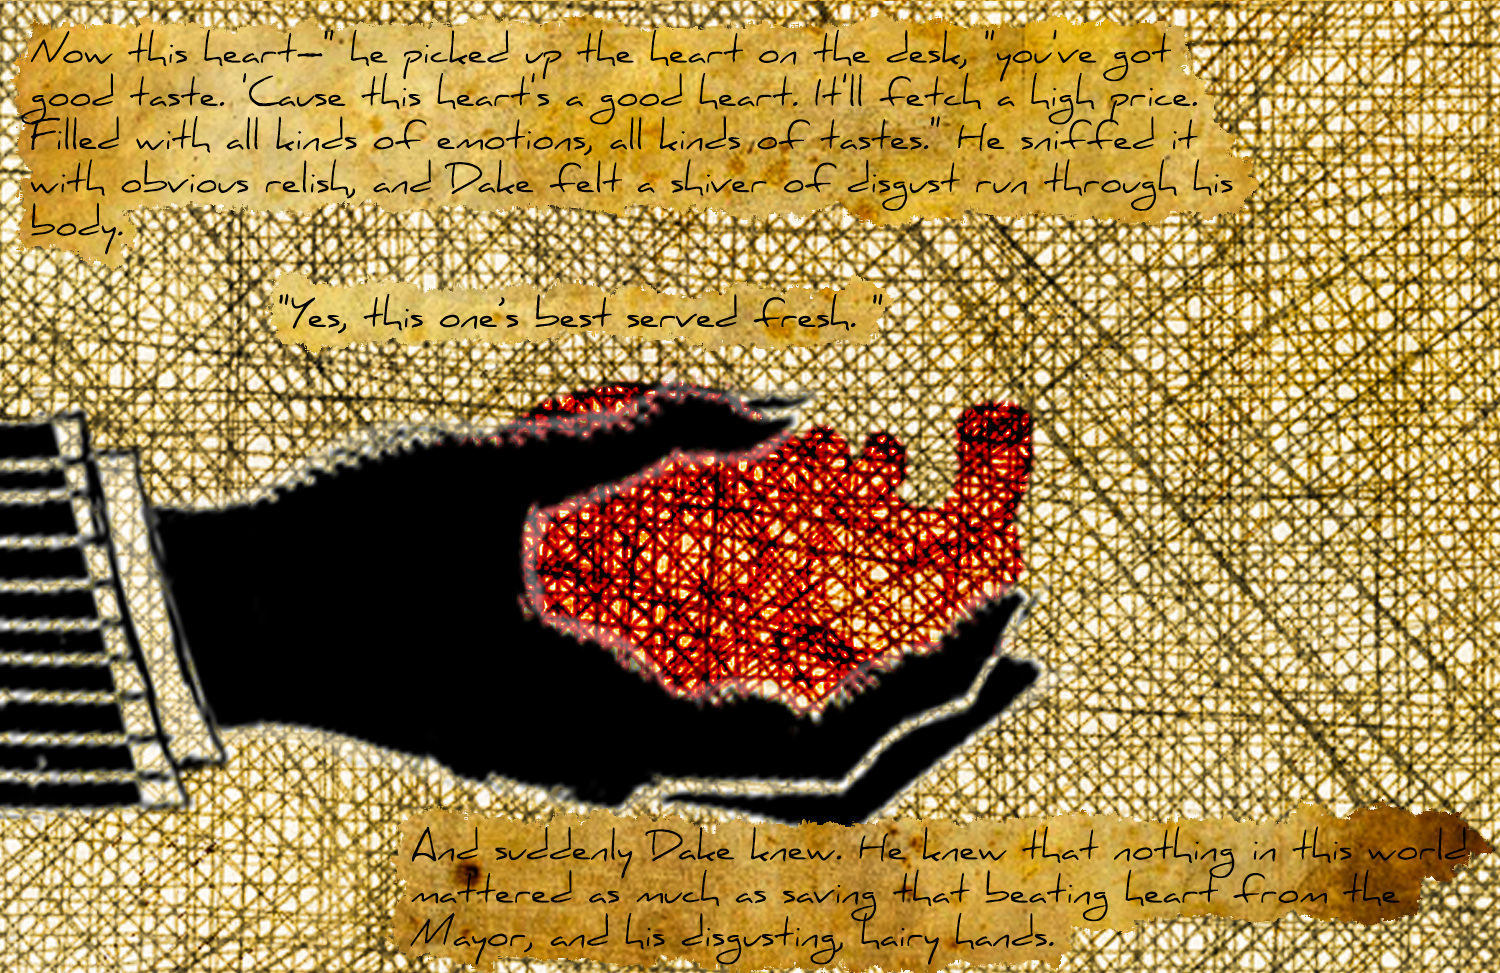 Now this heart—" he picked up the heart on the desk, "you've got
good taste. 'Cause this heart's a good heart. It'll fetch a high price.
Filled with all kinds of emotions, all kinds of tastes." He sniffed it
with obvious relish, and Dake felt a shiver of disgust run through his
body.
"Yes, this one's best served fresh."
And suddenly Dake knew. He knew that nothing in this world
mattered as much as saving that beating heart from the
Mayor, and his disgusting, hairy hands.